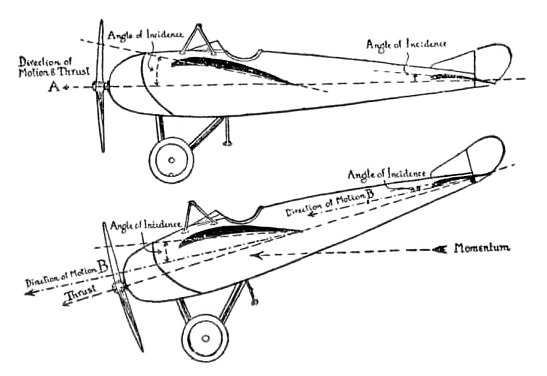 Angle of Incidence
Angle of Incidence
Direction of
Motion & Thrust
A
Angle of Incidence
Direction of Motion B
Angle of Incidence
Momentum
Direction of Motion B
Thrust